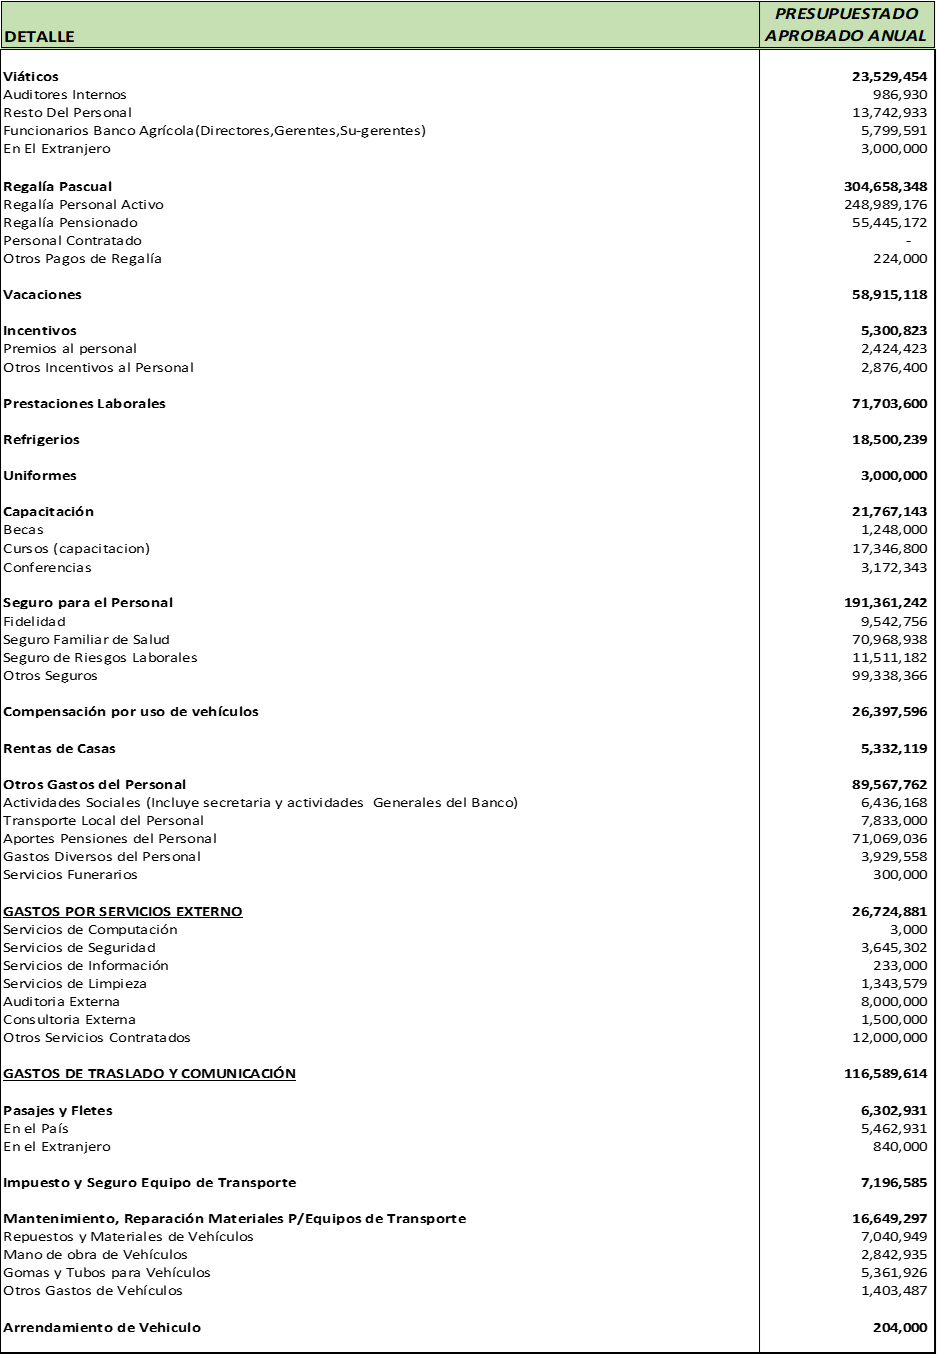 DETALLE PRESUPUESTADO APROBADO ANUAL
Viáticos 23,529,454
Auditores Internos 986,930
Resto Del Personal 13,742,933
Funcionarios Banco Agrícola(Directores,Gerentes,Su-gerentes) 5,799,591
En El Extranjero 3,000,000
Regalía Pascual 304,658,348
Regalía Personal Activo 248,989,176
Regalía Pensionado 55,445,172
Personal Contratado -
Otros Pagos de Regalía 224,000
Vacaciones 58,915,118
Incentivos 5,300,823
Premios al personal 2,424,423
Otros Incentivos al Personal 2,876,400
Prestaciones Laborales 71,703,600
Refrigerios 18,500,239
Uniformes 3,000,000
Capacitación 21,767,143
Becas 1,248,000
Cursos (capacitacion) 17,346,800
Conferencias 3,172,343
Seguro para el Personal 191,361,242
Fidelidad 9,542,756
Seguro Familiar de Salud 70,968,938
Seguro de Riesgos Laborales 11,511,182
Otros Seguros 99,338,366
Compensación por uso de vehículos 26,397,596
Rentas de Casas 5,332,119
Otros Gastos del Personal 89,567,762
Actividades Sociales (Incluye secretaria y actividades Generales del Banco) 6,436,168
Transporte Local del Personal 7,833,000
Aportes Pensiones del Personal 71,069,036
Gastos Diversos del Personal 3,929,558
Servicios Funerarios 300,000
GASTOS POR SERVICIOS EXTERNO 26,724,881
Servicios de Computación 3,000
Servicios de Seguridad 3,645,302
Servicios de Información 233,000
Servicios de Limpieza 1,343,579
Auditoria Externa 8,000,000
Consultoria Externa 1,500,000
Otros Servicios Contratados 12,000,000
GASTOS DE TRASLADO Y COMUNICACIÓN 116,589,614
Pasajes y Fletes 6,302,931
En el País 5,462,931
En el Extranjero 840,000
Impuesto y Seguro Equipo de Transporte 7,196,585
Mantenimiento, Reparación Materiales P/Equipos de Transporte 16,649,297
Repuestos y Materiales de Vehículos 7,040,949
Mano de obra de Vehículos 2,842,935
Gomas y Tubos para Vehículos 5,361,926
Otros Gastos de Vehículos 1,403,487
Arrendamiento de Vehiculo 204,000